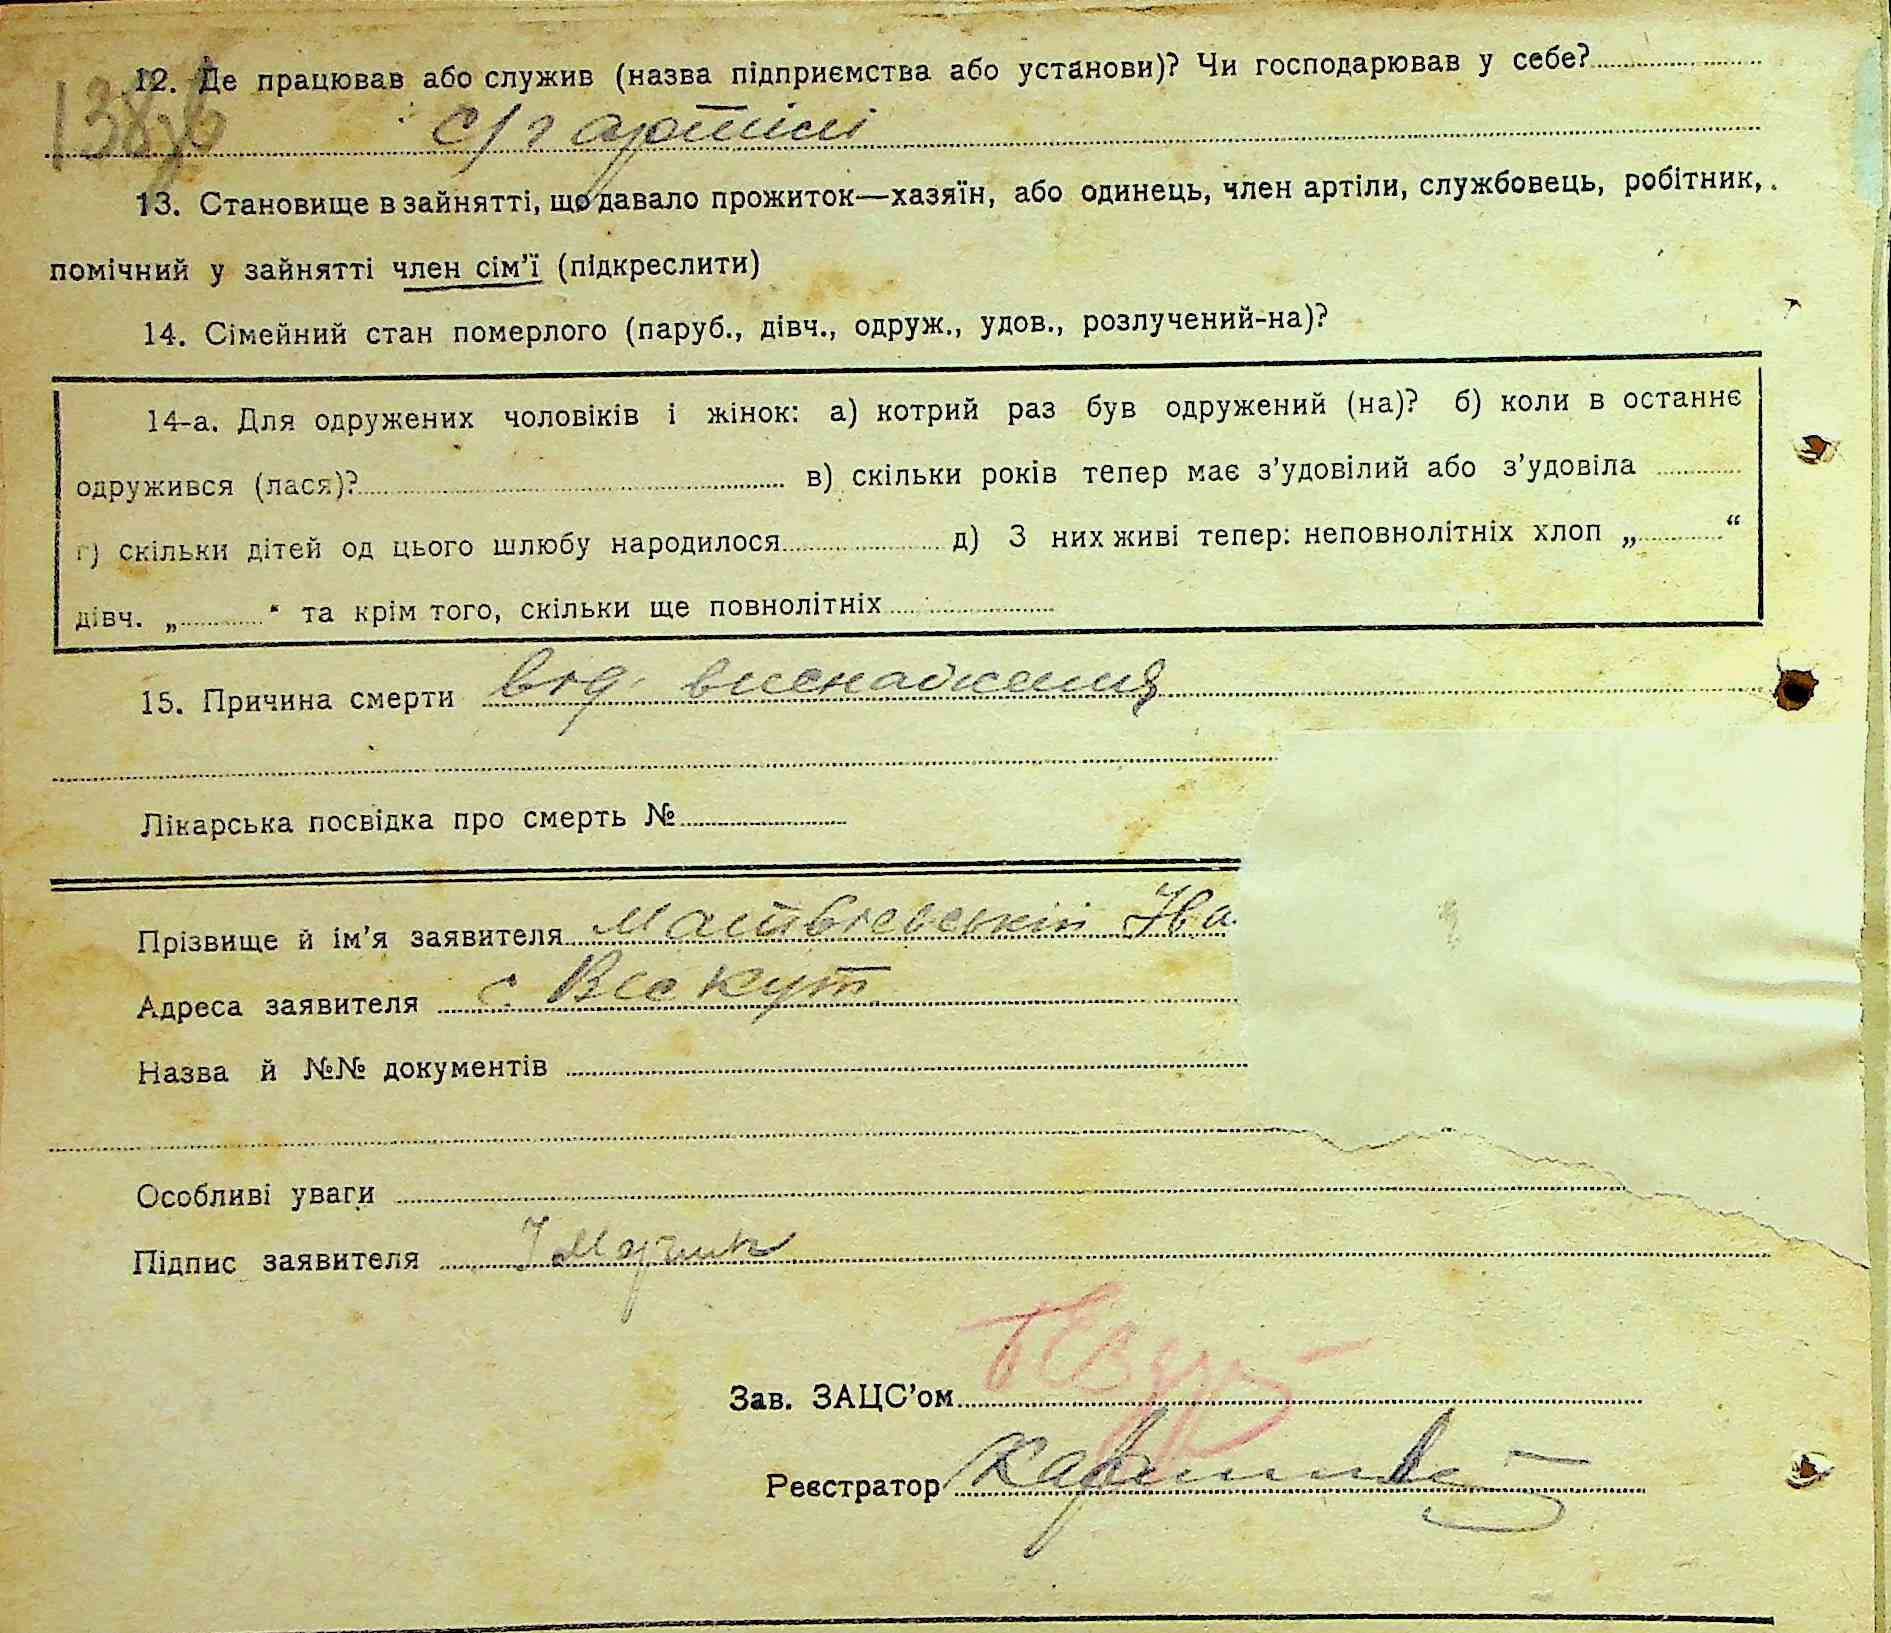 12. Де працював або служив (назва підприємства або установи)? Чи господарював у себе?
с/г артілі
13. Становище в зайнятті, що давало прожиток—хазяїн, або одинець, член артіли, службовець, робітник,
помічний у зайнятті член сім’ї (підкреслити)
14. Сімейний стан померлого (паруб., дівч., одруж., удов., розлучений-на)?
14-а. Для одружених чоловіків і жінок: а) котрий раз був одружений (на)? б) коли в останнє
одружився (лася)? в) скільки років тепер має з’удовілий або з’удовіла
г) скільки дітей од цього шлюбу народилося д) З них живі тепер: неповнолітніх хлоп „ “
дівч. „ “ та крім того, скільки ще повнолітніх
15. Причина смерти від виснаження
Лікарська посвідка про смерть №
Прізвище й ім’я заявителя Матвієвський
Адреса заявителя с.
Назва й №№ документів
Особливі уваги
Підпис заявителя
Зав. ЗАЦС’ом
Реєстратор